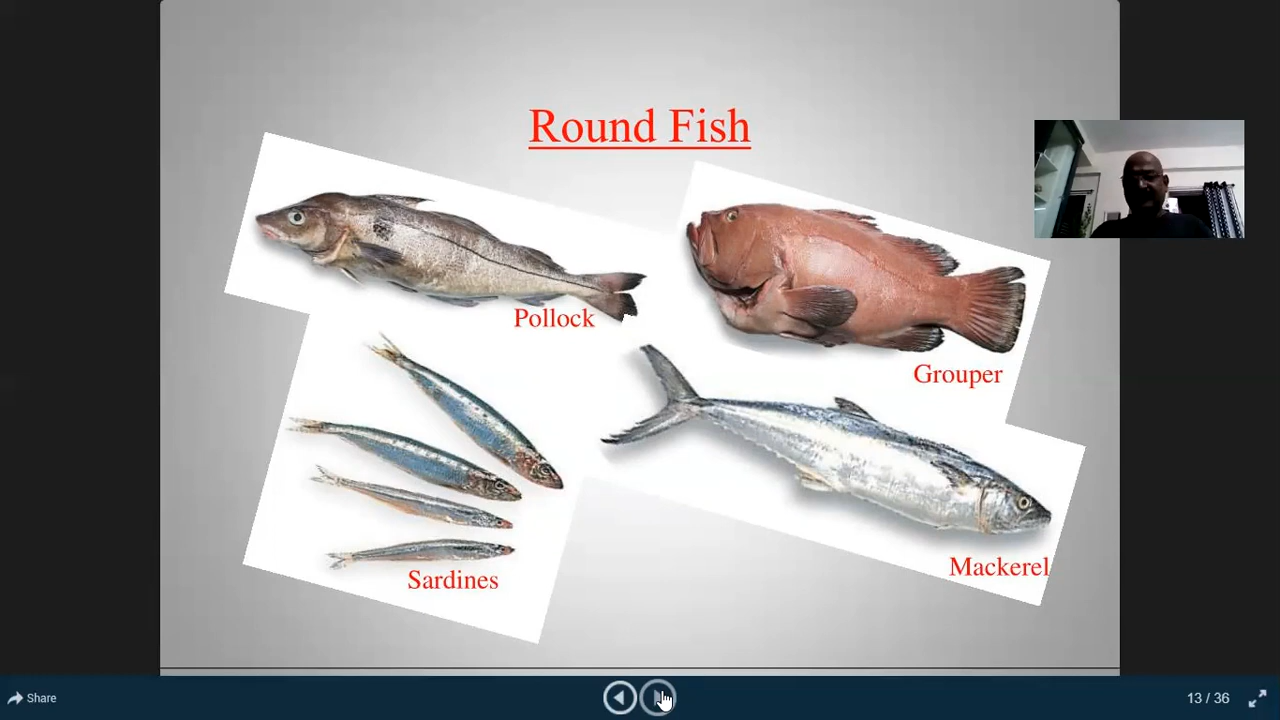 Round Fish
Pollock
Grouper
Sardines
Mackerel
Share
13 / 36